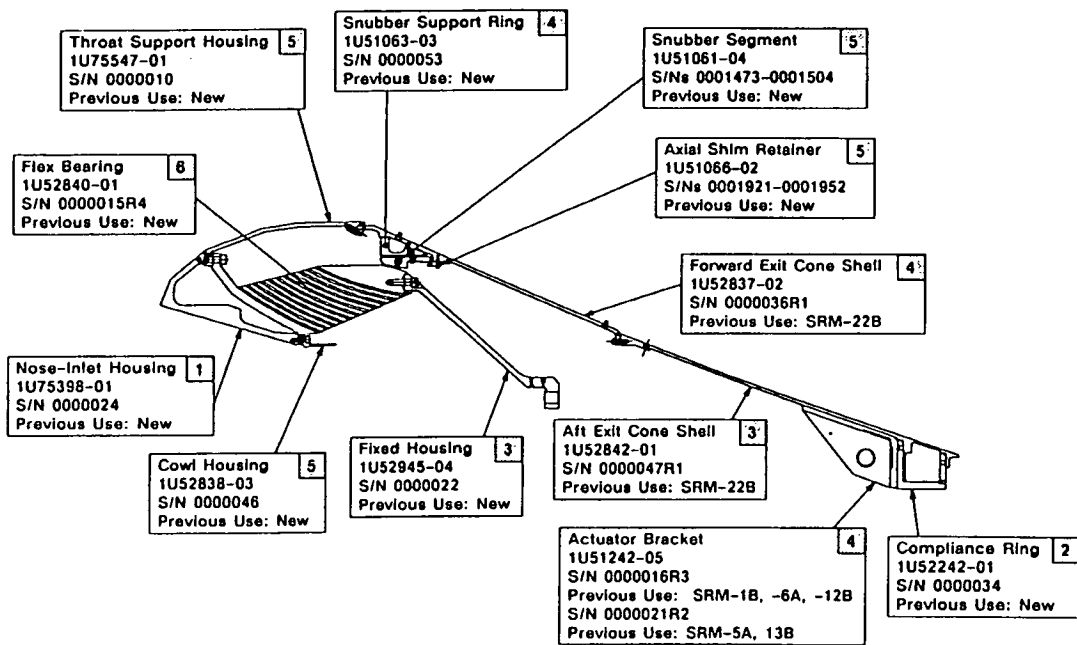 Throat Support Housing 5
1U75547-01
S/N 0000010
Previous Use: New
Snubber Support Ring 4
1U51063-03
S/N 0000053
Previous Use: New
Snubber Segment 5
1U51061-04
S/Ns 0001473-0001504
Previous Use: New
Flex Bearing 6
1U52840-01
S/N 0000015R4
Previous Use: New
Axial Shim Retainer 5
1U51066-02
S/Ns 0001921-0001952
Previous Use: New
Forward Exit Cone Shell 4
1U52837-02
S/N 0000036R1
Previous Use: SRM-22B
Nose-Inlet Housing 1
1U75398-01
S/N 0000024
Previous Use: New
Cowl Housing 5
1U52838-03
S/N 0000046
Previous Use: New
Fixed Housing 3
1U52945-04
S/N 0000022
Previous Use: New
Aft Exit Cone Shell 3
1U52842-01
S/N 0000047R1
Previous Use: SRM-22B
Actuator Bracket 4
1U51242-05
S/N 0000016R3
Previous Use: SRM-1B, -6A, -12B
S/N 0000021R2
Previous Use: SRM-5A, 13B
Compliance Ring 2
1U52242-01
S/N 0000034
Previous Use: New